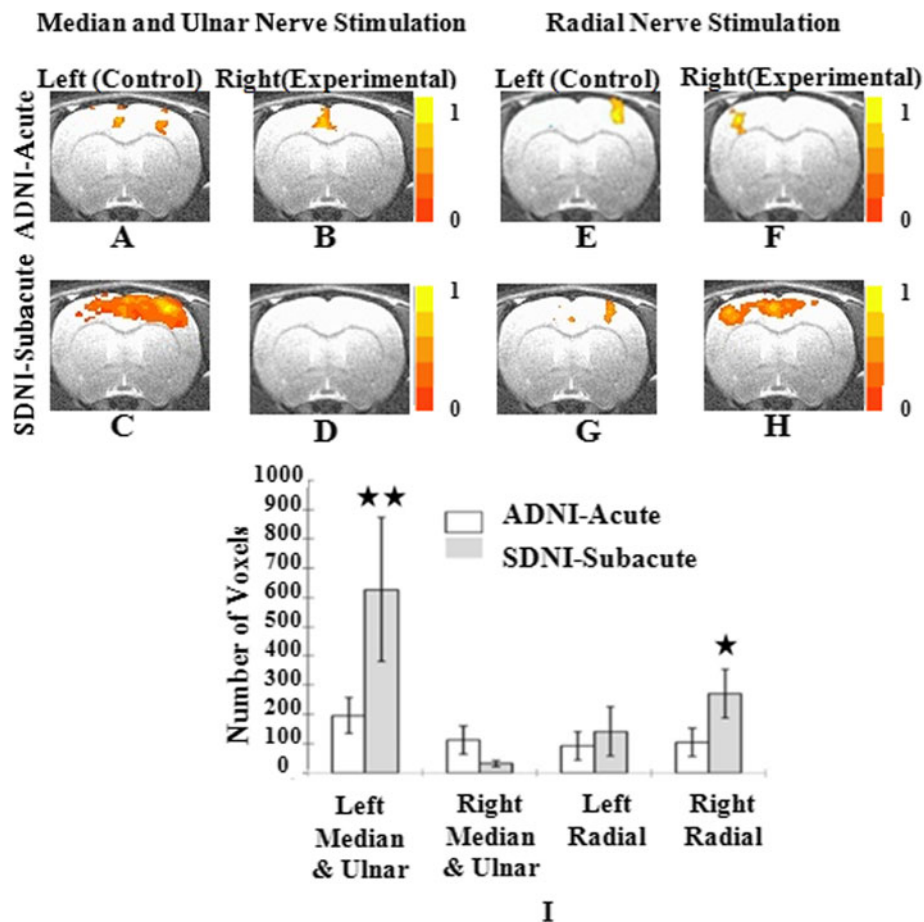 Median and Ulnar Nerve Stimulation
Radial Nerve Stimulation
Left (Control)
Right(Experimental)
Left (Control)
Right(Experimental)
ADNI-Acute
1
0
1
0
A
B
E
F
SDNI-Subacute
1
0
1
0
C
D
G
H
1000
900
800
700
600
500
400
300
200
100
0
Number of Voxels
★★
★
ADNI-Acute
SDNI-Subacute
Left
Median
& Ulnar
Right
Median
& Ulnar
Left
Radial
Right
Radial
I